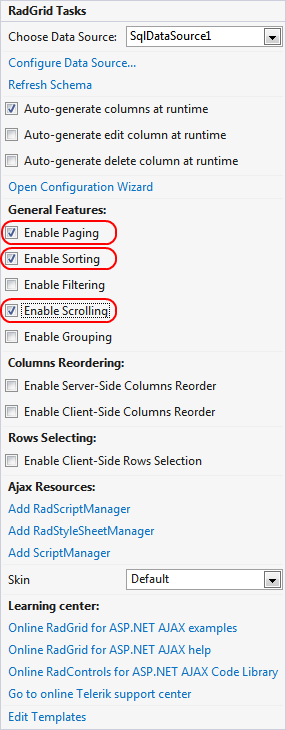 RadGrid Tasks
Choose Data Source: SqlDataSource1
Configure Data Source...
Refresh Schema
Auto-generate columns at runtime
Auto-generate edit column at runtime
Auto-generate delete column at runtime
Open Configuration Wizard
General Features:
Enable Paging
Enable Sorting
Enable Filtering
Enable Scrolling
Enable Grouping
Columns Reordering:
Enable Server-Side Columns Reorder
Enable Client-Side Columns Reorder
Rows Selecting:
Enable Client-Side Rows Selection
Ajax Resources:
Add RadScriptManager
Add RadStyleSheetManager
Add ScriptManager
Skin Default
Learning center:
Online RadGrid for ASP.NET AJAX examples
Online RadGrid for ASP.NET AJAX help
Online RadControls for ASP.NET AJAX Code Library
Go to online Telerik support center
Edit Templates